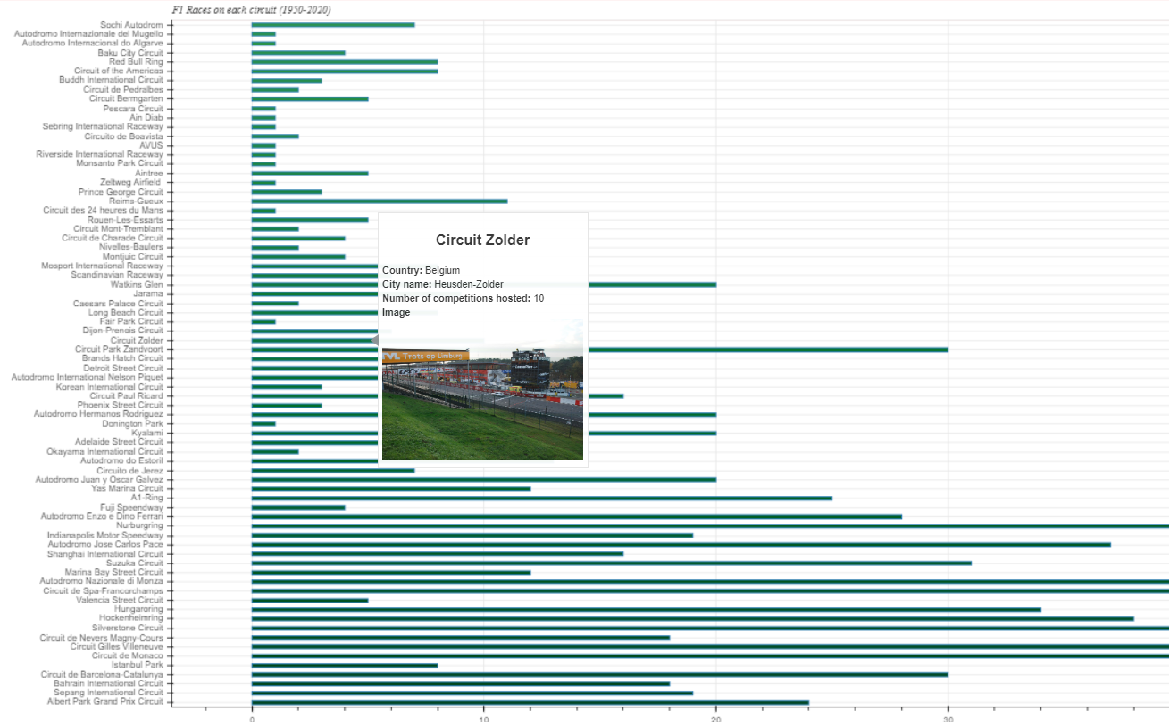 F1 Races on each circuit (1950-2020)
Sochi Autodrom
Autodromo Internazionale del Mugello
Autodromo Internacional do Algarve
Baku City Circuit
Red Bull Ring
Circuit of the Americas
Buddh International Circuit
Circuit de Pedralbes
Circuit Bremgarten
Pescara Circuit
Ain Diab
Sebring International Raceway
Circuito da Boavista
AVUS
Riverside International Raceway
Monsanto Park Circuit
Aintree
Zeltweg Airfield
Prince George Circuit
Reims-Gueux
Circuit des 24 heures du Mans
Rouen-Les-Essarts
Circuit Mont-Tremblant
Circuit de Charade Circuit
Nivelles-Baulers
Montjuic Circuit
Mosport International Raceway
Scandinavian Raceway
Watkins Glen
Jarama
Caesars Palace Circuit
Long Beach Circuit
Fair Park Circuit
Dijon-Prenois Circuit
Circuit Zolder
Circuit Park Zandvoort
Brands Hatch Circuit
Detroit Street Circuit
Autodromo International Nelson Piquet
Korean International Circuit
Circuit Paul Ricard
Phoenix Street Circuit
Autodromo Hermanos Rodriguez
Donington Park
Kyalami
Adelaide Street Circuit
Okayama International Circuit
Autodromo do Estoril
Circuito de Jerez
Autodromo Juan y Oscar Galvez
Yas Marina Circuit
A1-Ring
Fuji Speedway
Autodromo Enzo e Dino Ferrari
Nurburgring
Indianapolis Motor Speedway
Autodromo Jose Carlos Pace
Shanghai International Circuit
Suzuka Circuit
Marina Bay Street Circuit
Autodromo Nazionale di Monza
Circuit de Spa-Francorchamps
Valencia Street Circuit
Hungaroring
Hockenheimring
Silverstone Circuit
Circuit de Nevers Magny-Cours
Circuit Gilles Villeneuve
Circuit de Monaco
Istanbul Park
Circuit de Barcelona-Catalunya
Bahrain International Circuit
Sepang International Circuit
Albert Park Grand Prix Circuit
0
10
20
30
Circuit Zolder
Country: Belgium
City name: Heusden-Zolder
Number of competitions hosted: 10
Image